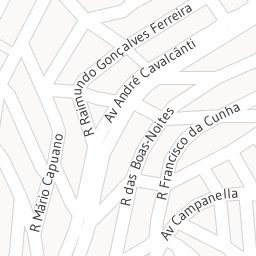 R Raimundo Gonçalves Ferreira
Av André Cavalcânti
R das Boas-Noites
R Francisco da Cunha
R Mário Capuano
Av Campanella